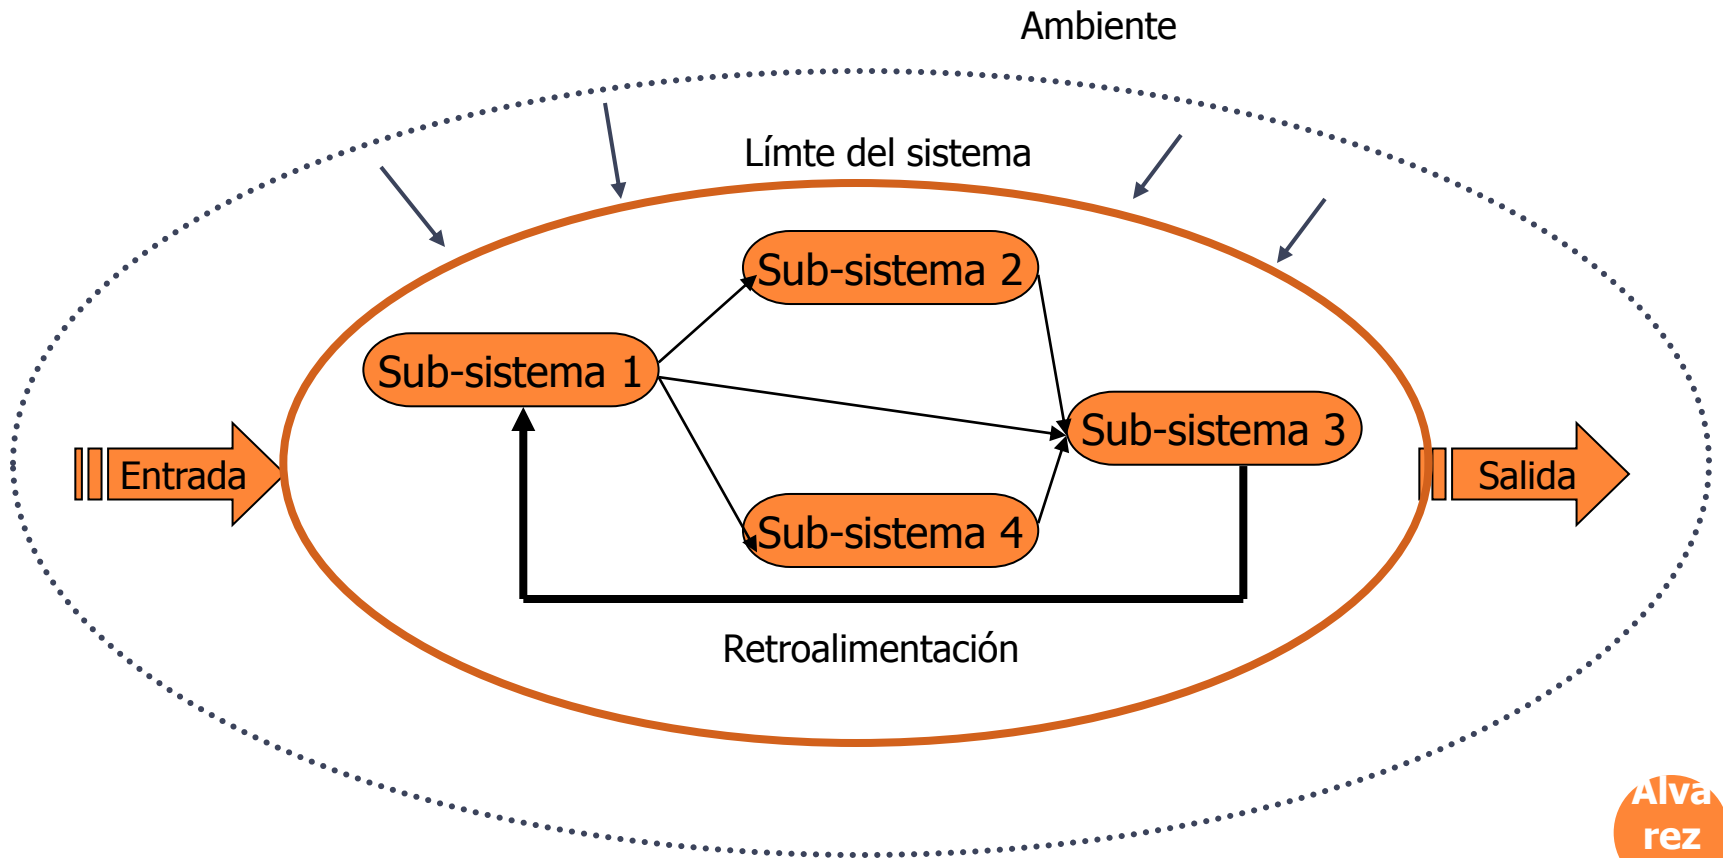 Ambiente
Límte del sistema
Sub-sistema 2
Sub-sistema 1
Sub-sistema 3
Entrada
Salida
Sub-sistema 4
Retroalimentación
Alva
rez